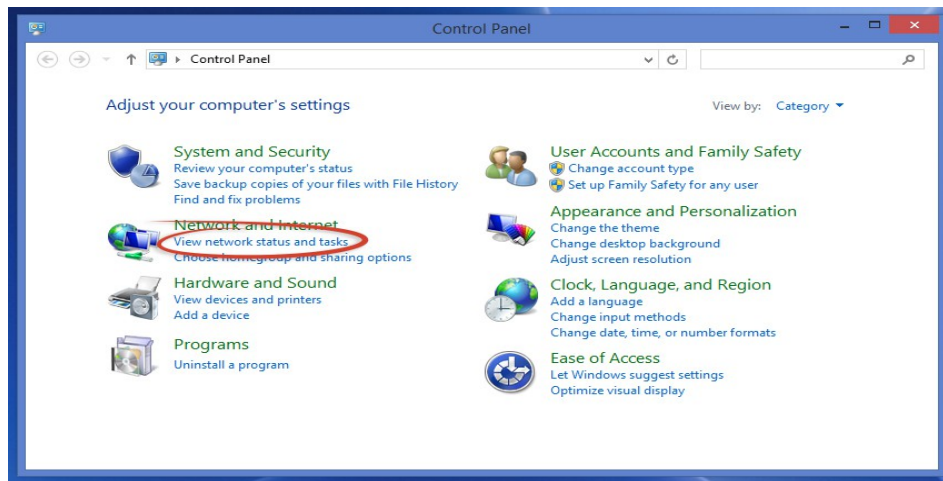 Control Panel
Control Panel
Adjust your computer's settings
View by: Category
System and Security
Review your computer's status
Save backup copies of your files with File History
Find and fix problems
Network and Internet
View network status and tasks
Choose homegroup and sharing options
Hardware and Sound
View devices and printers
Add a device
Programs
Uninstall a program
User Accounts and Family Safety
Change account type
Set up Family Safety for any user
Appearance and Personalization
Change the theme
Change desktop background
Adjust screen resolution
Clock, Language, and Region
Add a language
Change input methods
Change date, time, or number formats
Ease of Access
Let Windows suggest settings
Optimize visual display